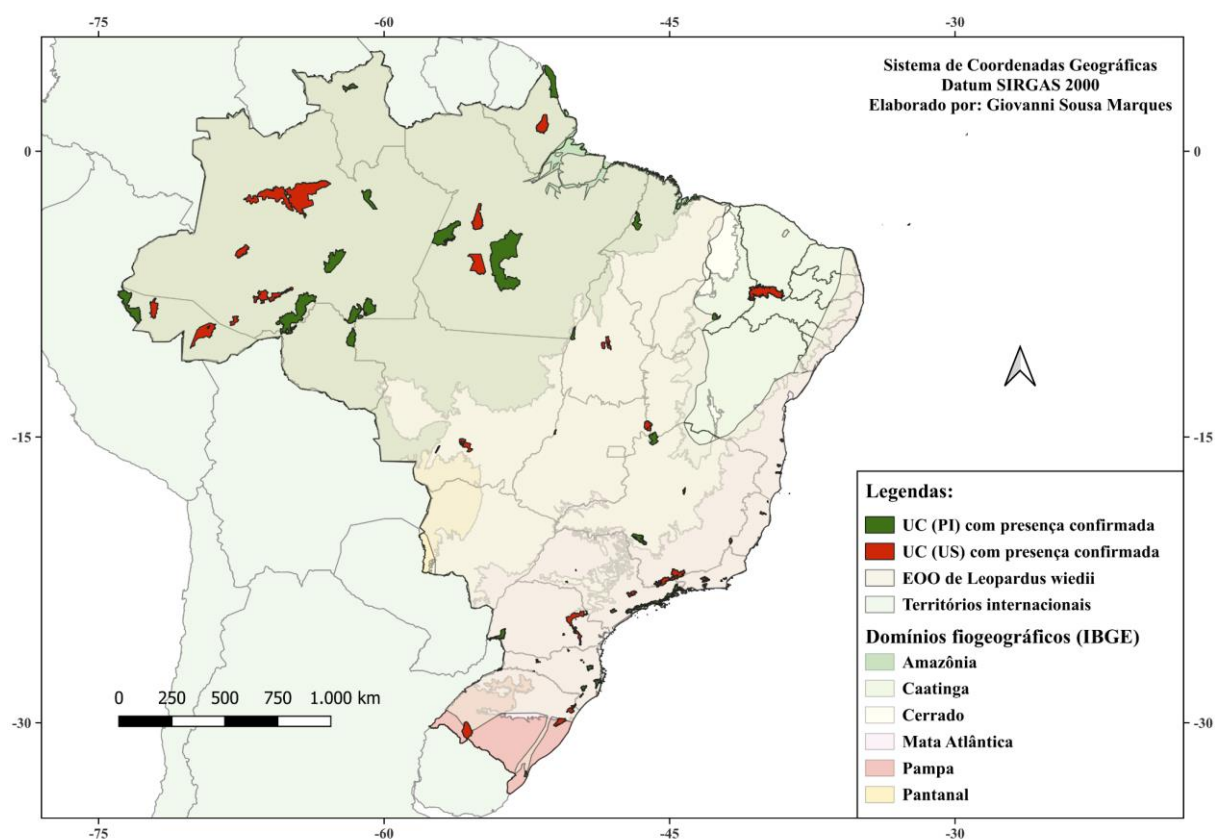 -75
-60
-45
-30
Sistema de Coordenadas Geográficas
Datum SIRGAS 2000
Elaborado por: Giovanni Sousa Marques
0
0
-15
-15
Legendas:
UC (PI) com presença confirmada
UC (US) com presença confirmada
EOO de Leopardus wiedii
Territórios internacionais
Domínios fiogeográficos (IBGE)
Amazônia
Caatinga
Cerrado
Mata Atlântica
Pampa
Pantanal
0 250 500 750 1.000 km
-30
-30
-75
-60
-45
-30